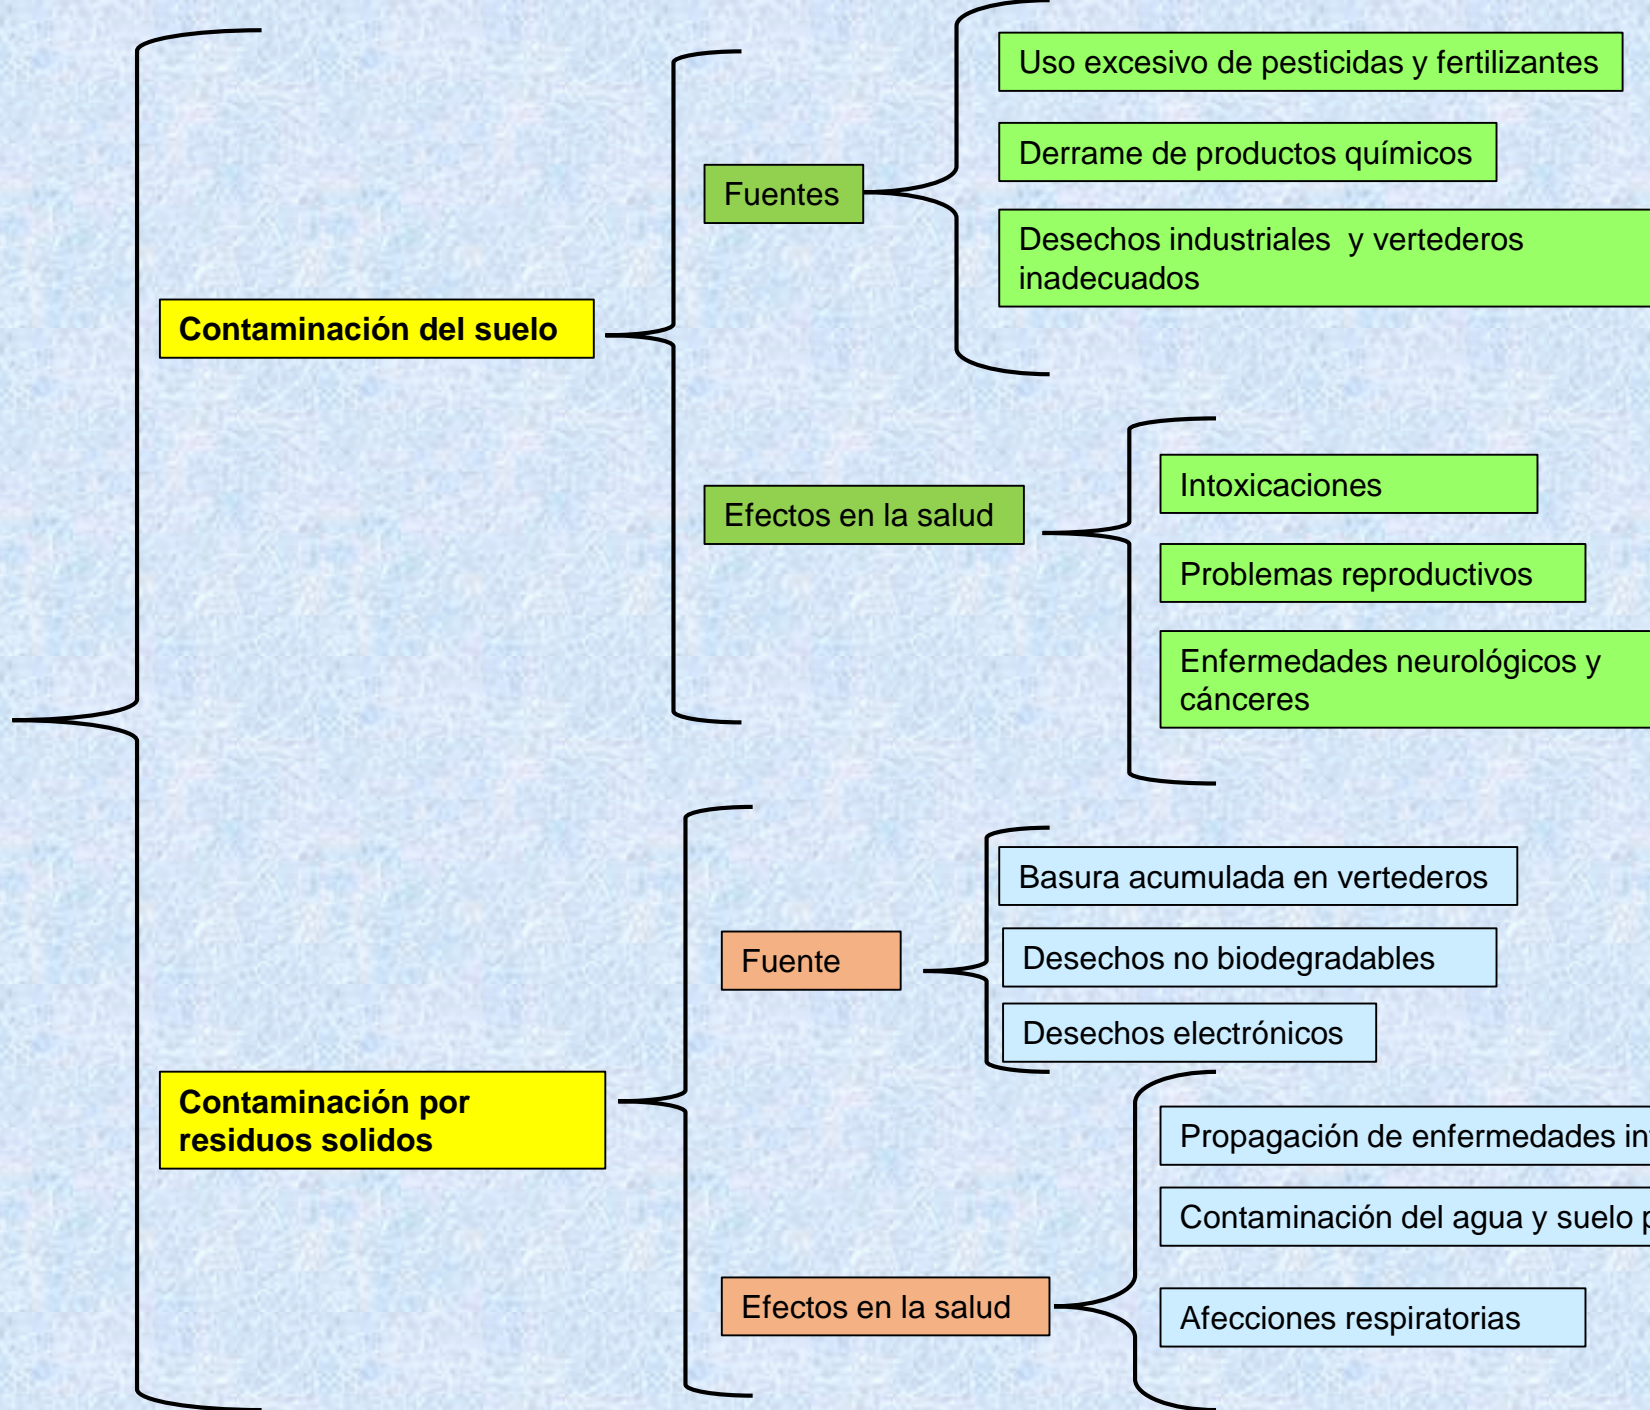 Uso excesivo de pesticidas y fertilizantes
Derrame de productos químicos
Fuentes
Desechos industriales  y vertederos
inadecuados
Contaminación del suelo
Intoxicaciones
Efectos en la salud
Problemas reproductivos
Enfermedades neurológicos y
cánceres
Basura acumulada en vertederos
Fuente
Desechos no biodegradables
Desechos electrónicos
Contaminación por
residuos solidos
Propagación de enfermedades
Contaminación del agua y suelo
Efectos en la salud
Afecciones respiratorias